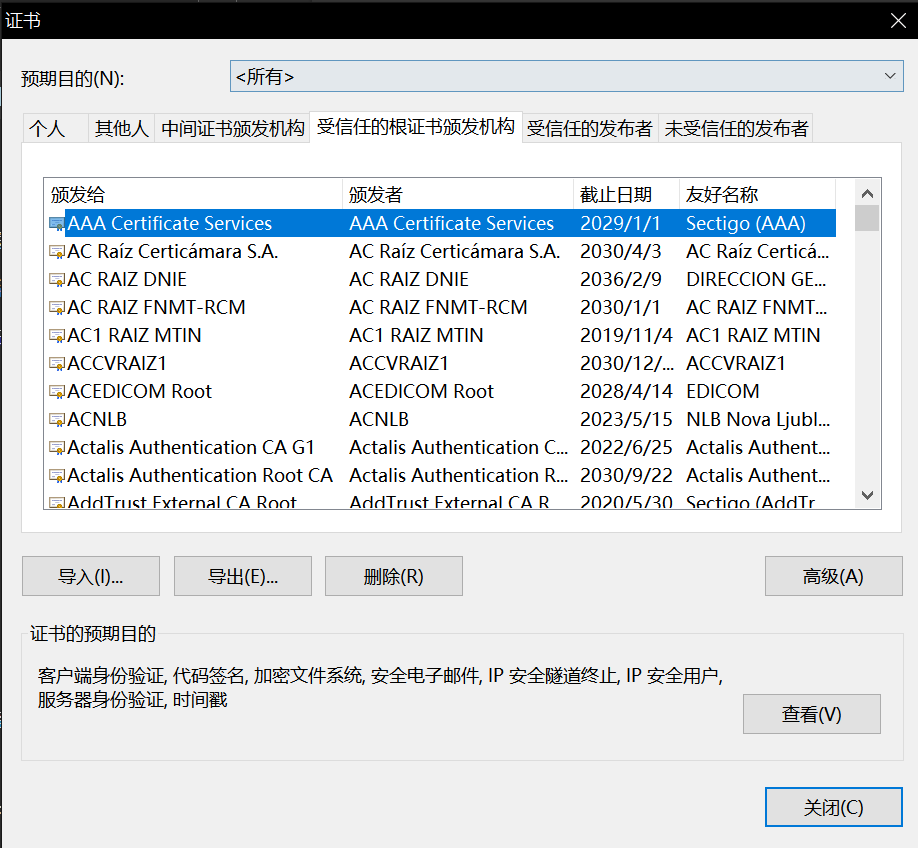 证书
预期目的(N):
<所有>
个人 其他人 中间证书颁发机构 受信任的根证书颁发机构 受信任的发布者 未受信任的发布者
颁发给 颁发者 截止日期 友好名称
AAA Certificate Services AAA Certificate Services 2029/1/1 Sectigo (AAA)
AC Raíz Certicámara S.A. AC Raíz Certicámara S.A. 2030/4/3 AC Raíz Certicá...
AC RAIZ DNIE AC RAIZ DNIE 2036/2/9 DIRECCION GE...
AC RAIZ FNMT-RCM AC RAIZ FNMT-RCM 2030/1/1 AC RAIZ FNMT...
AC1 RAIZ MTIN AC1 RAIZ MTIN 2019/11/4 AC1 RAIZ MTIN
ACCVRAIZ1 ACCVRAIZ1 2030/12/... ACCVRAIZ1
ACEDICOM Root ACEDICOM Root 2028/4/14 EDICOM
ACNLB ACNLB 2023/5/15 NLB Nova Ljubl...
Actalis Authentication CA G1 Actalis Authentication C... 2022/6/25 Actalis Authent...
Actalis Authentication Root CA Actalis Authentication R... 2030/9/22 Actalis Authent...
AddTrust External CA Root AddTrust External CA R 2020/5/30 Sectigo (AddTr
导入(I)... 导出(E)... 删除(R) 高级(A)
证书的预期目的
客户端身份验证, 代码签名, 加密文件系统, 安全电子邮件, IP 安全隧道终止, IP 安全用户,
服务器身份验证, 时间戳
查看(V)
关闭(C)